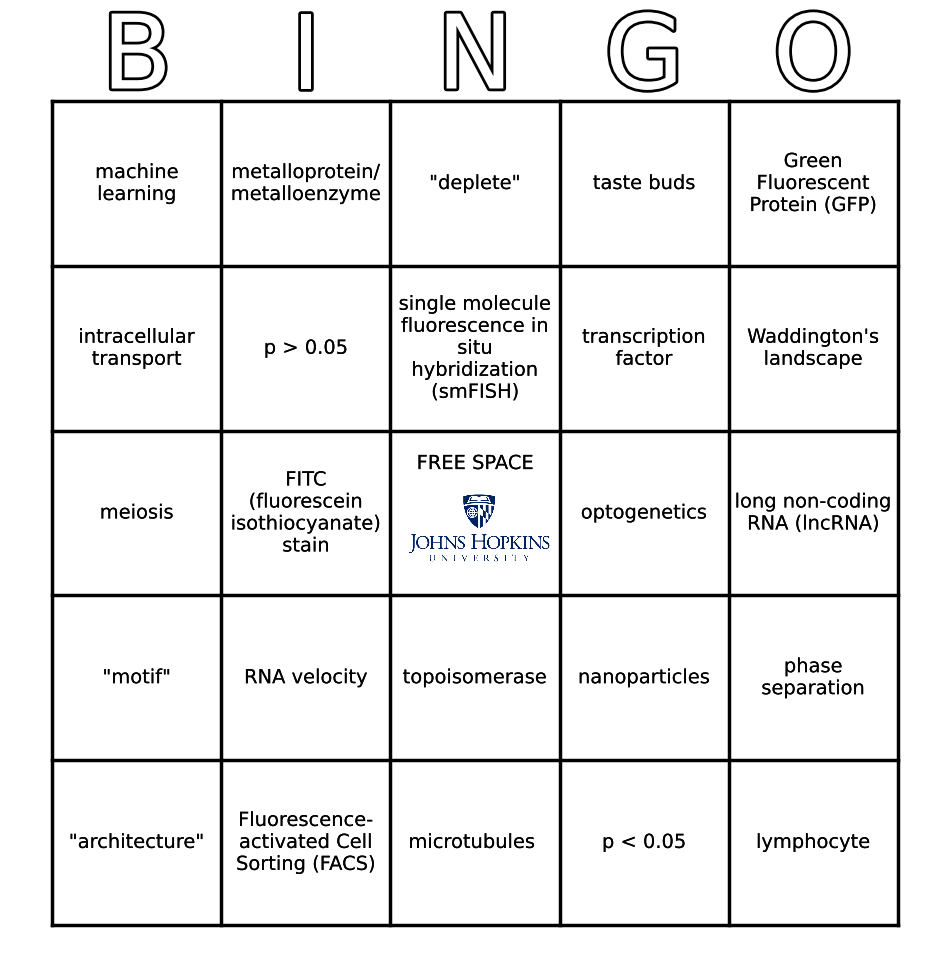 B I N G O
machine
learning
metalloprotein/
metalloenzyme
"deplete"
taste buds
Green
Fluorescent
Protein (GFP)
intracellular
transport
p > 0.05
single molecule
fluorescence in
situ
hybridization
(smFISH)
transcription
factor
Waddington's
landscape
meiosis
FITC
(fluorescein
isothiocyanate)
stain
FREE SPACE
JOHNS HOPKINS
UNIVERSITY
optogenetics
long non-coding
RNA (lncRNA)
"motif"
RNA velocity
topoisomerase
nanoparticles
phase
separation
"architecture"
Fluorescence-
activated Cell
Sorting (FACS)
microtubules
p < 0.05
lymphocyte